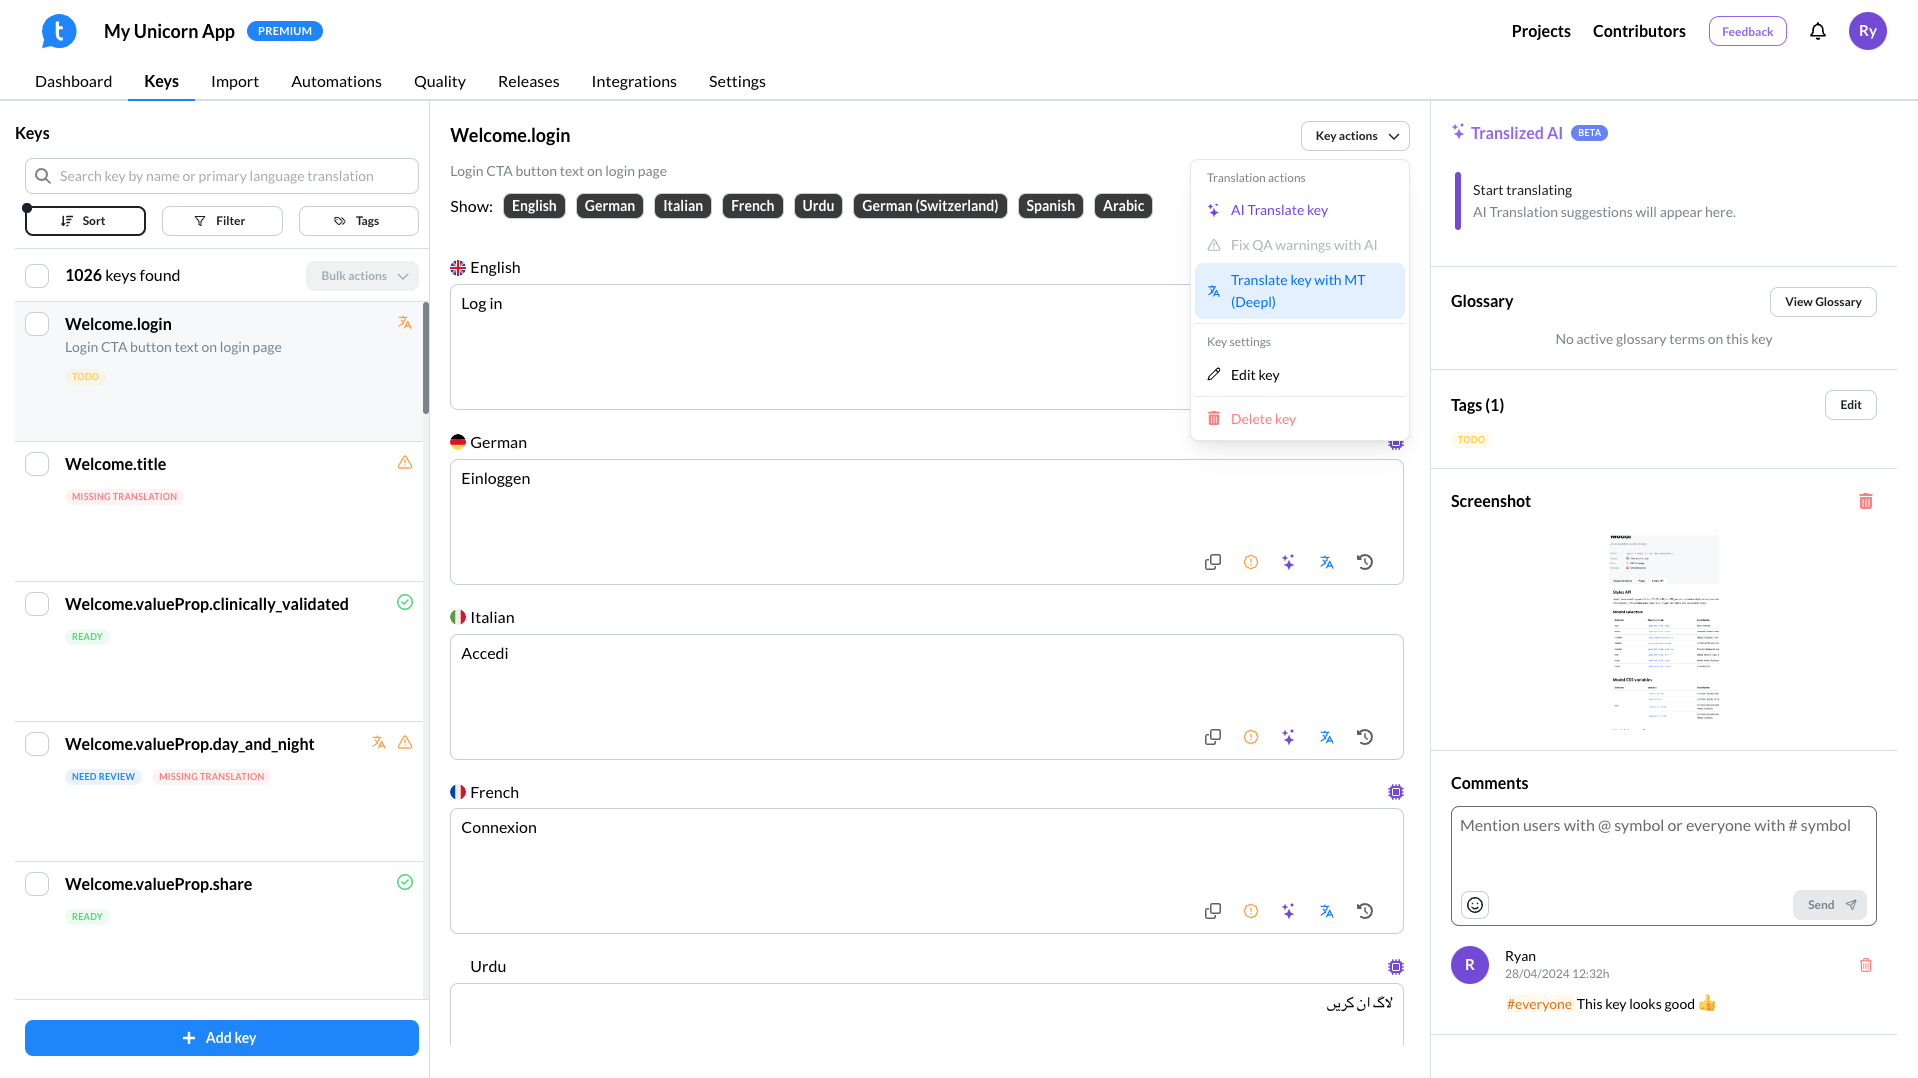 My Unicorn App
PREMIUM
Projects
Contributors
Feedback
Ry
Dashboard
Keys
Import
Automations
Quality
Releases
Integrations
Settings
Keys
Search key by name or primary language translation
Sort
Filter
Tags
1026 keys found
Bulk actions
Welcome.login
Login CTA button text on login page
TODO
Welcome.title
MISSING TRANSLATION
Welcome.valueProp.clinically_validated
READY
Welcome.valueProp.day_and_night
NEED REVIEW
MISSING TRANSLATION
Welcome.valueProp.share
READY
Add key
Welcome.login
Key actions
Login CTA button text on login page
Show: English German Italian French Urdu German (Switzerland) Spanish Arabic
Translation actions
AI Translate key
Fix QA warnings with AI
Translate key with MT
(Deepl)
Key settings
Edit key
Delete key
English
Log in
German
Einloggen
Italian
Accedi
French
Connexion
Urdu
لاگ ان کریں
Translized AI
BETA
Start translating
AI Translation suggestions will appear here.
Glossary
View Glossary
No active glossary terms on this key
Tags (1)
Edit
TODO
Screenshot
Styles API
Modal selectors
Modal CSS variables
Comments
Mention users with @ symbol or everyone with # symbol
Send
R
Ryan
28/04/2024 12:32h
#everyone This key looks good 👍